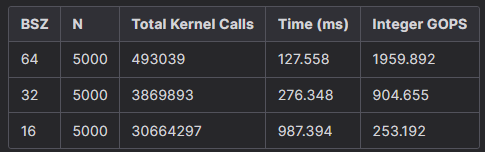 BSZ N Total Kernel Calls Time (ms) Integer GOPS
64 5000 493039 127.558 1959.892
32 5000 3869893 276.348 904.655
16 5000 30664297 987.394 253.192